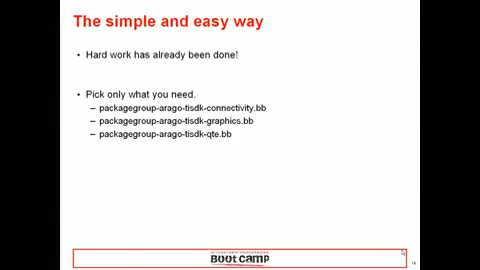 The simple and easy way
• Hard work has already been done!
• Pick only what you need.
– packagegroup-arago-tisdk-connectivity.bb
– packagegroup-arago-tisdk-graphics.bb
– packagegroup-arago-tisdk-qte.bb
BOOT CAMP
14